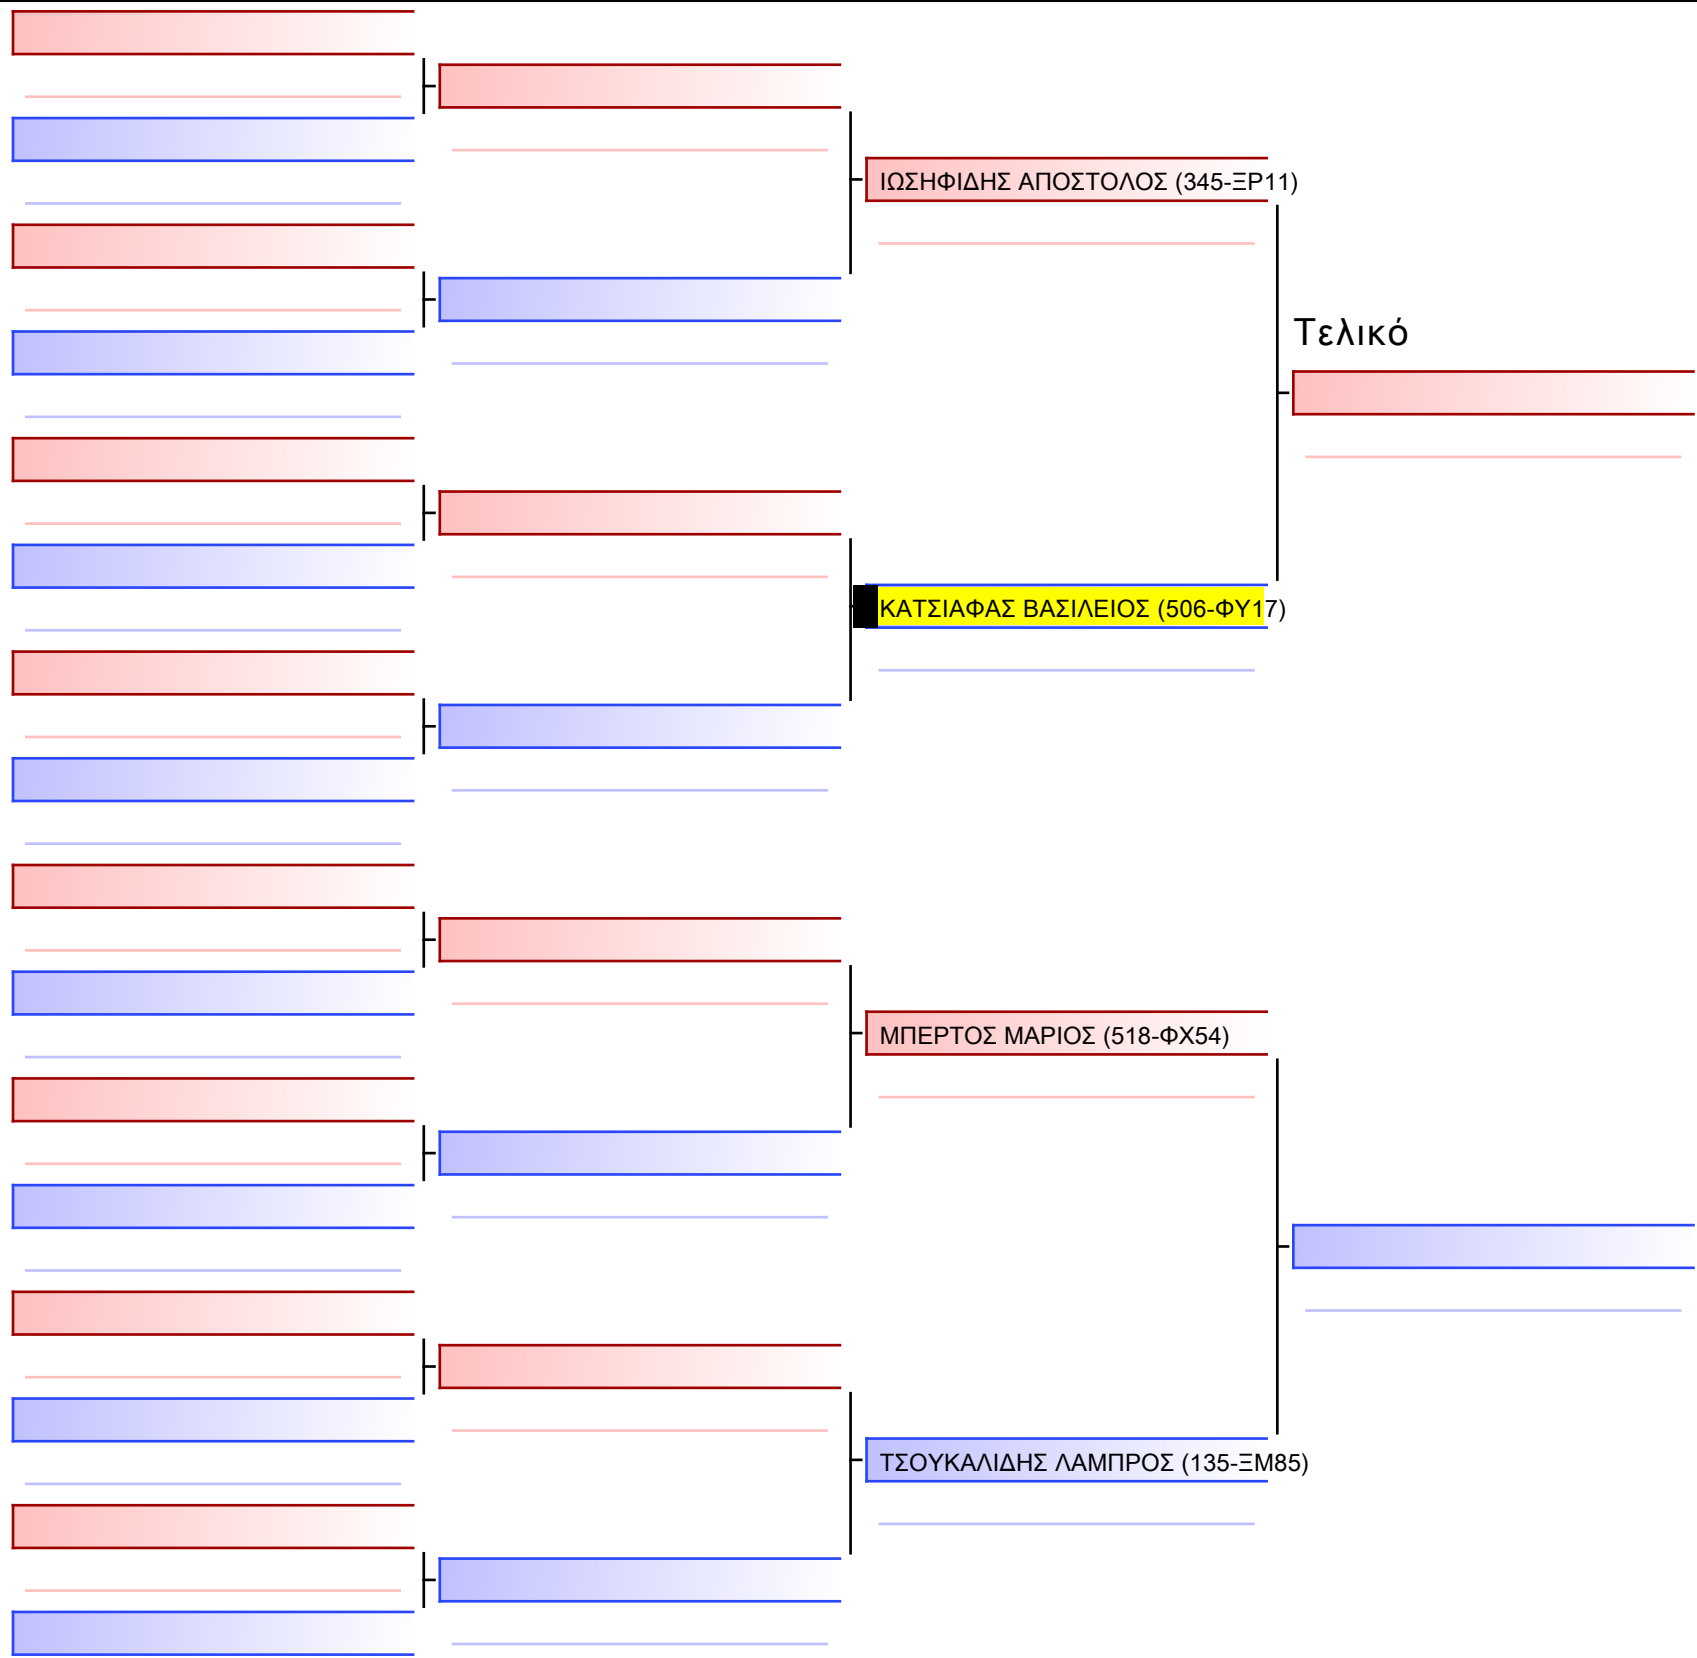 ΙΩΣΗΦΙΔΗΣ ΑΠΟΣΤΟΛΟΣ (345-ΞΡ11)
Τελικό
ΚΑΤΣΙΑΦΑΣ ΒΑΣΙΛΕΙΟΣ (506-ΦΥ17)
ΜΠΕΡΤΟΣ ΜΑΡΙΟΣ (518-ΦΧ54)
ΤΣΟΥΚΑΛΙΔΗΣ ΛΑΜΠΡΟΣ (135-ΞΜ85)